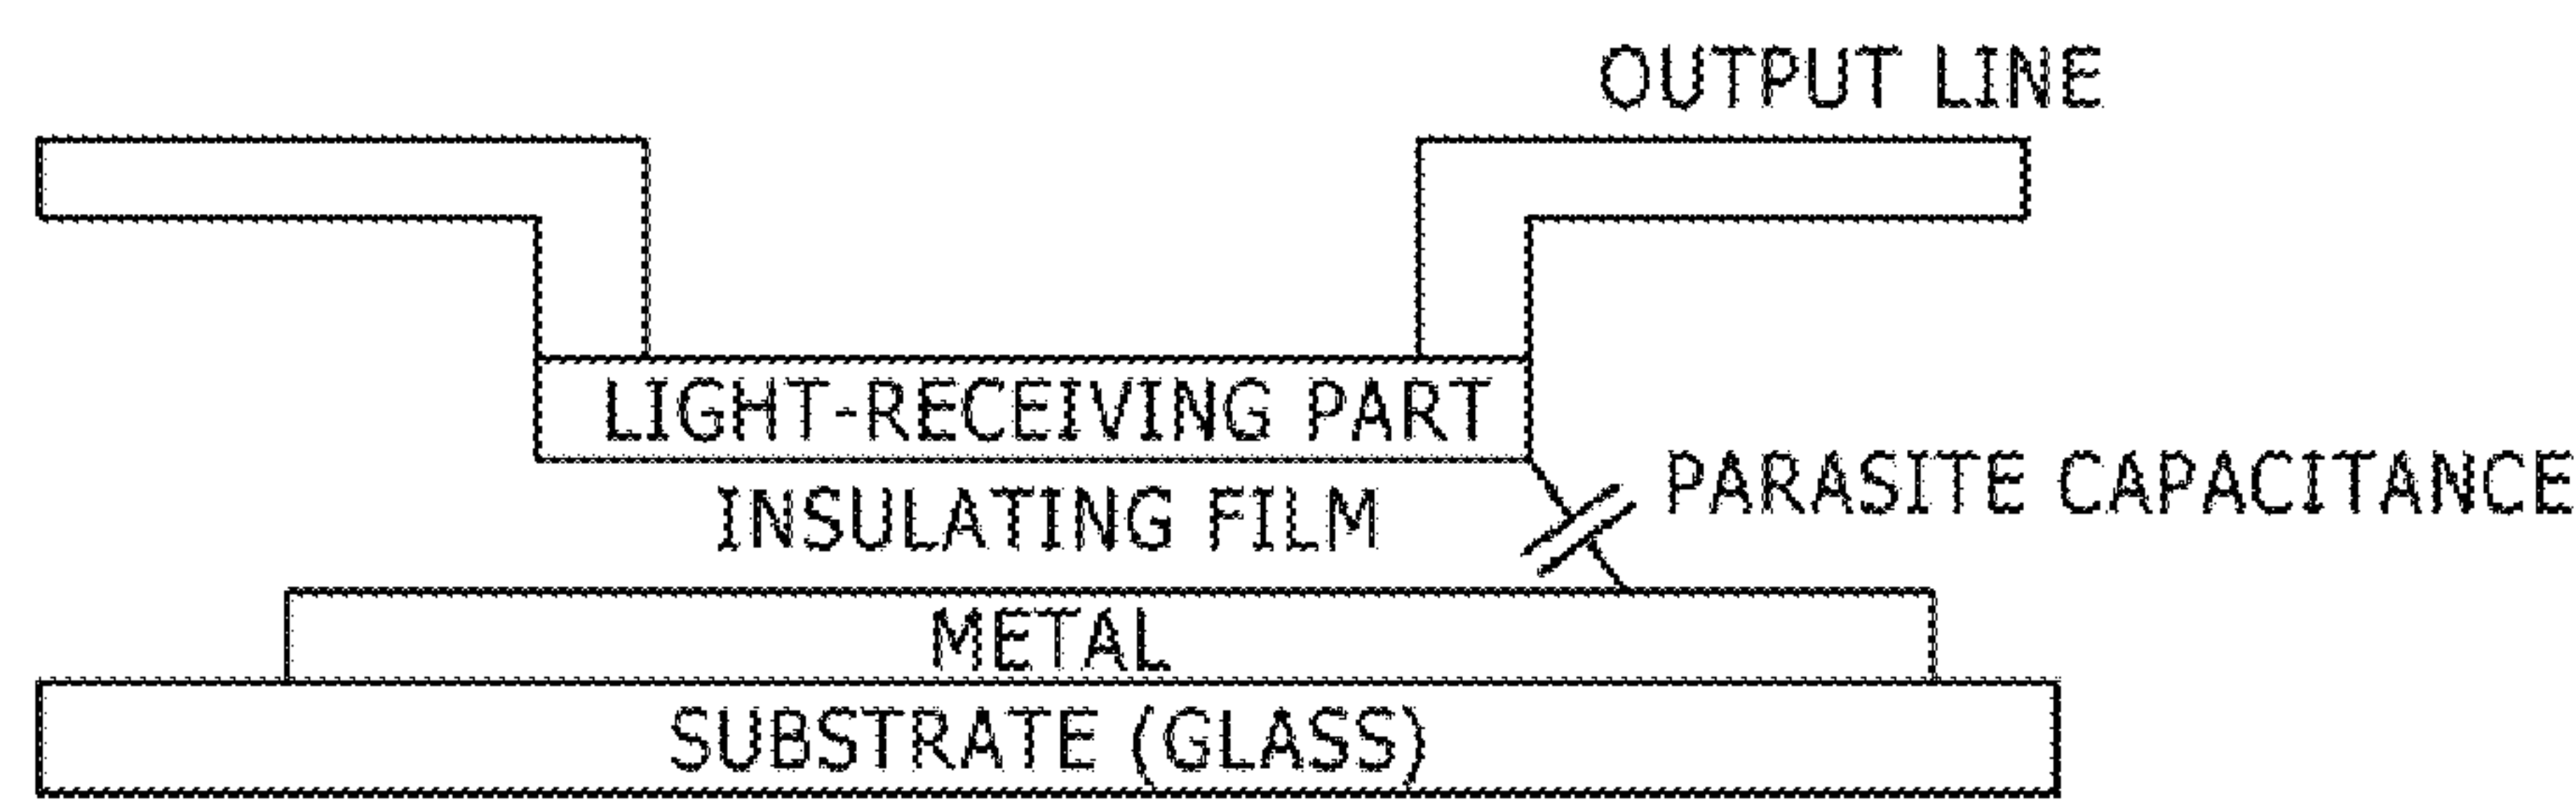 OUTPUT LINE
LIGHT-RECEIVING PART
PARASITE CAPACITANCE
INSULATING FILM
METAL
SUBSTRATE (GLASS)